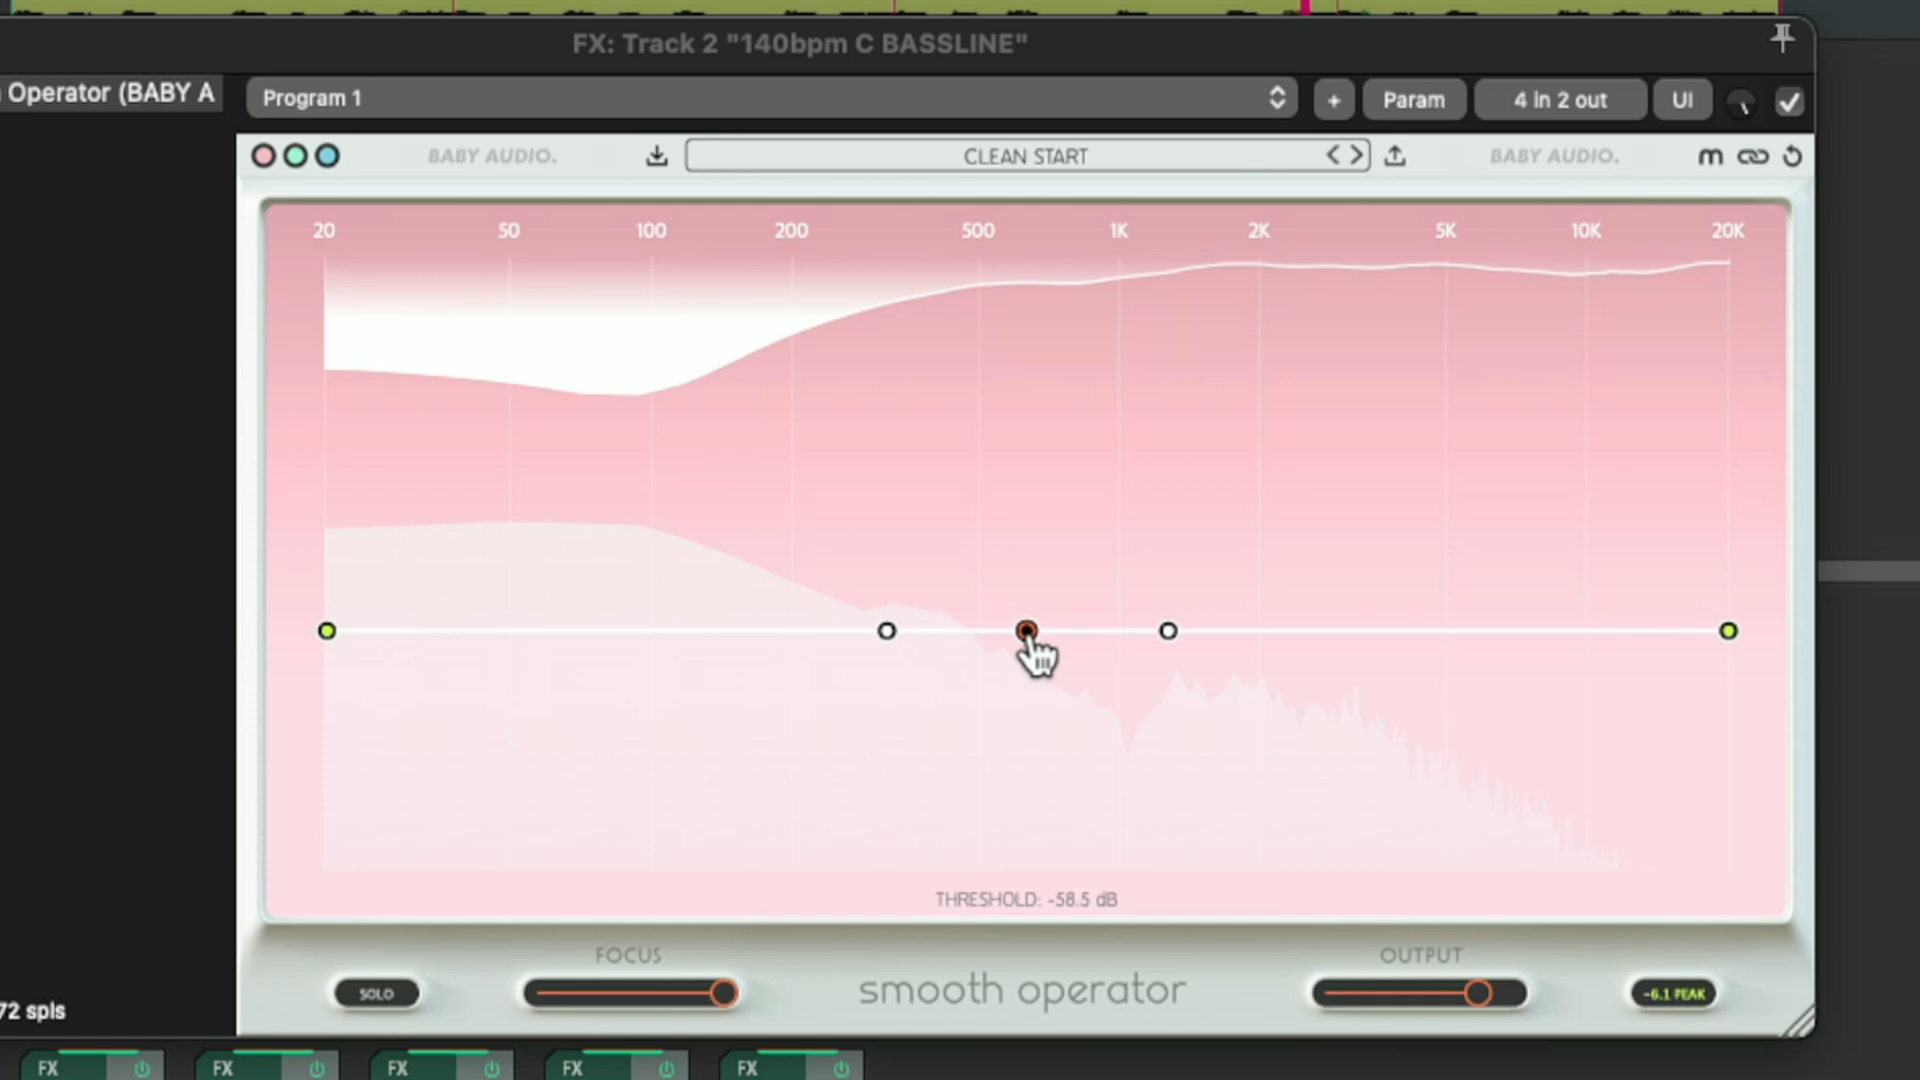 FX: Track 2 "140bpm C BASSLINE"
Operator (BABY A
Program 1
+
Param
4 in 2 out
UI
BABY AUDIO.
CLEAN START
BABY AUDIO.
m
20 50 100 200 500 1K 2K 5K 10K 20K
THRESHOLD: -58.5 dB
FOCUS
OUTPUT
SOLO
smooth operator
-6.1 PEAK
72 spls
FX FX FX FX FX